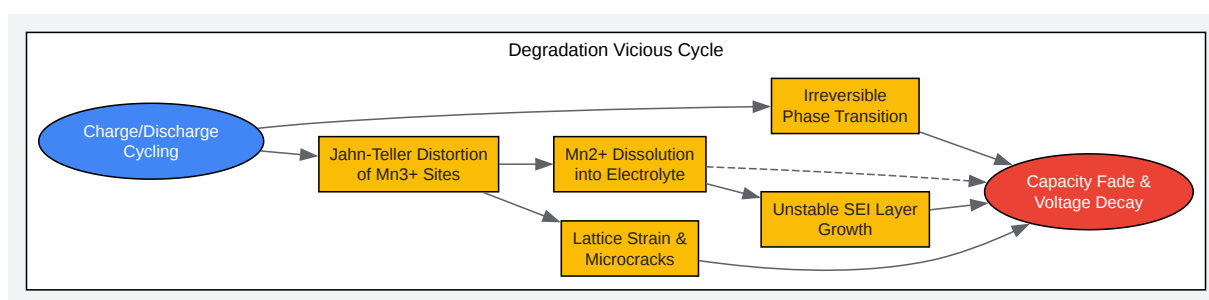 Degradation Vicious Cycle
Charge/Discharge
Cycling
Jahn-Teller Distortion
of Mn3+ Sites
Mn2+ Dissolution
into Electrolyte
Lattice Strain &
Microcracks
Irreversible
Phase Transition
Unstable SEI Layer
Growth
Capacity Fade &
Voltage Decay